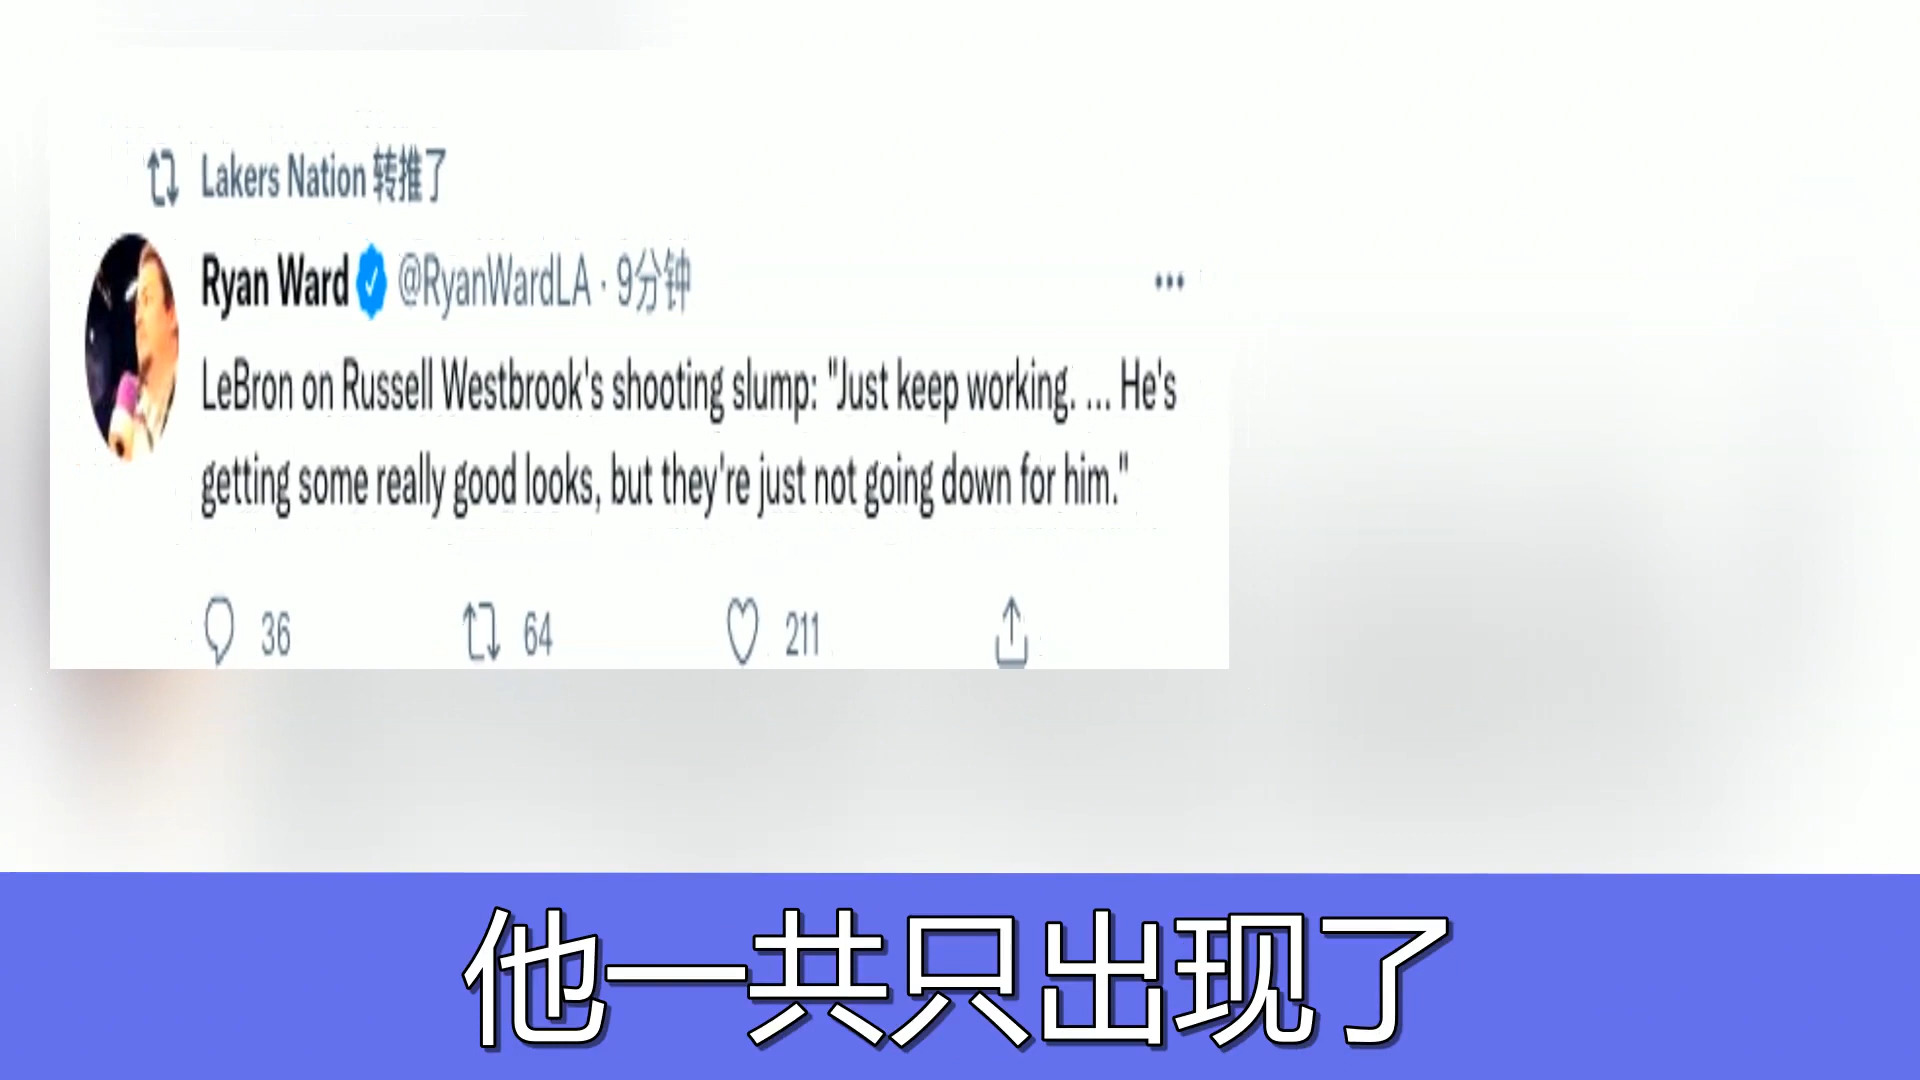 Lakers Nation 转推了
Ryan Ward @RyanWardLA · 9分钟
LeBron on Russell Westbrook's shooting slump: "Just keep working. ... He's
getting some really good looks, but they're just not going down for him."
36 64 211
他一共只出现了